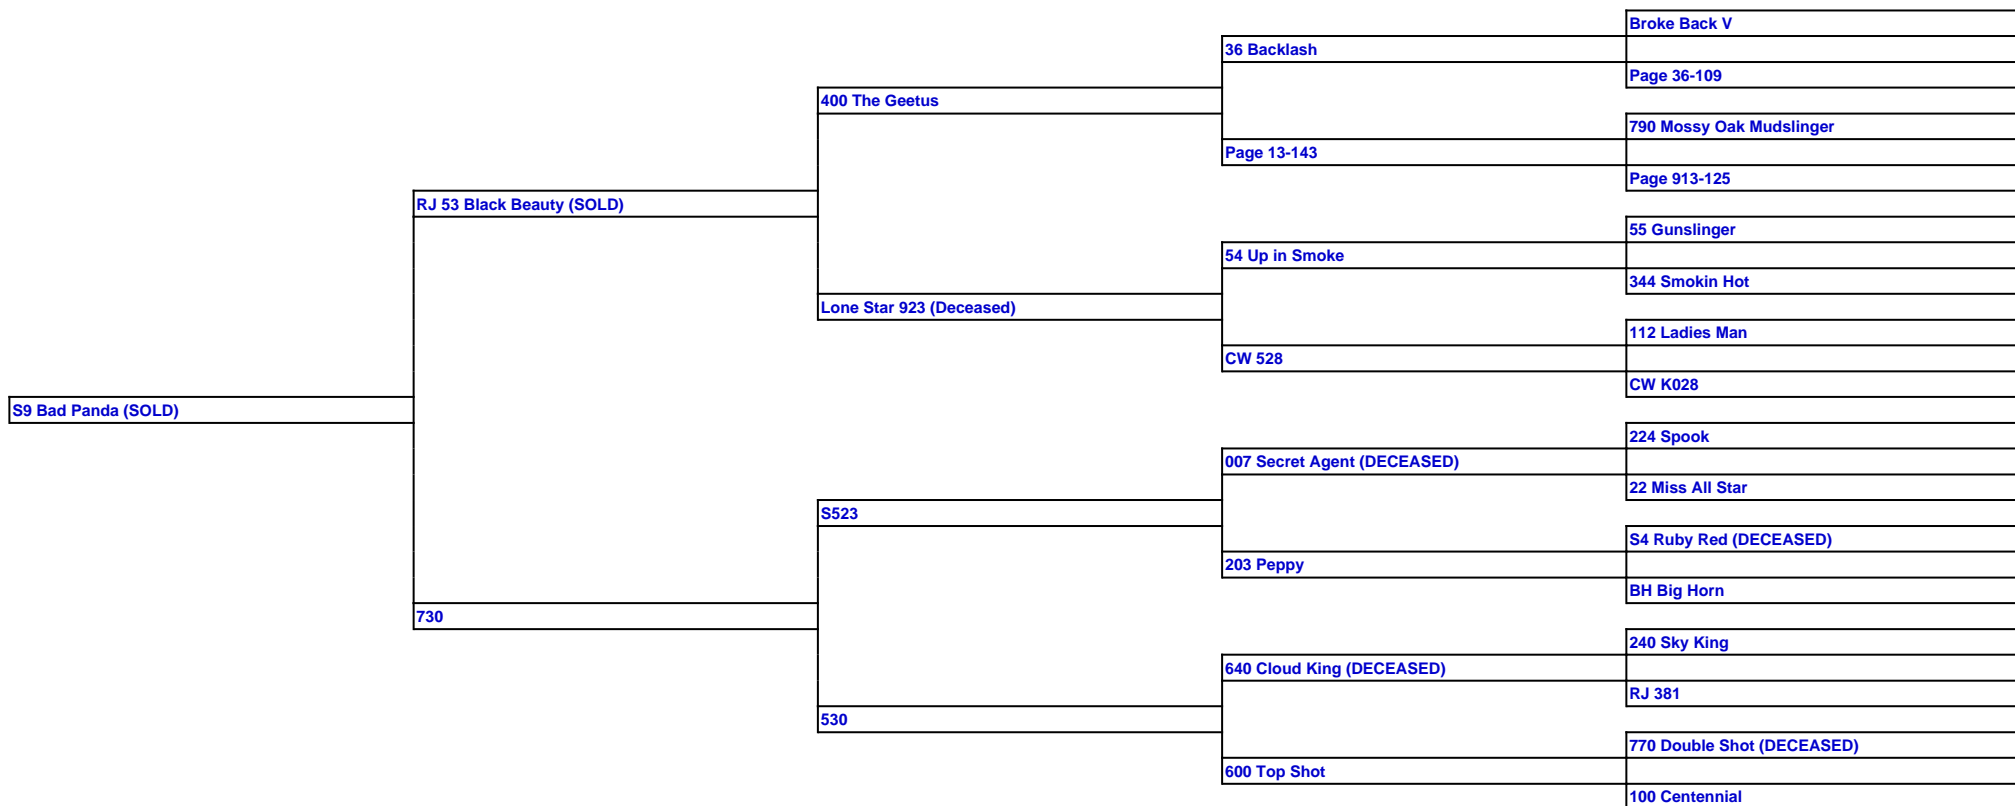 Broke Back V
36 Backlash
Page 36-109
400 The Geetus
790 Mossy Oak Mudslinger
Page 13-143
Page 913-125
RJ 53 Black Beauty (SOLD)
55 Gunslinger
54 Up in Smoke
344 Smokin Hot
Lone Star 923 (Deceased)
112 Ladies Man
CW 528
CW K028
S9 Bad Panda (SOLD)
224 Spook
007 Secret Agent (DECEASED)
22 Miss All Star
S523
S4 Ruby Red (DECEASED)
203 Peppy
BH Big Horn
730
240 Sky King
640 Cloud King (DECEASED)
RJ 381
530
770 Double Shot (DECEASED)
600 Top Shot
100 Centennial